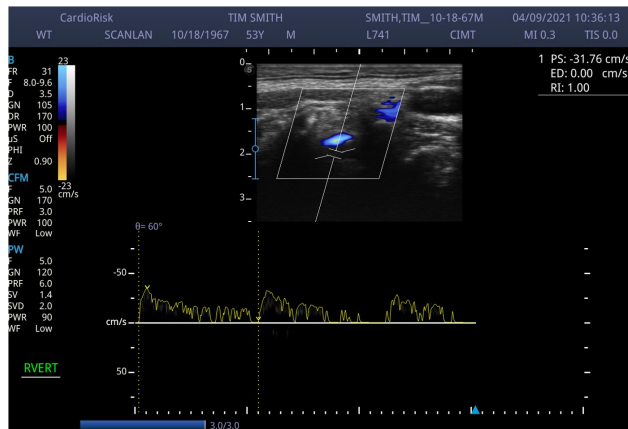 CardioRisk TIM SMITH SMITH,TIM__10-18-67M 04/09/2021 10:36:13
WT SCANLAN 10/18/1967 53Y M L741 CIMT MI 0.3 TIS 0.0
B
FR 31
F 8.0-9.6
D 3.5
GN 105
DR 170
PWR 100
μS Off
PHI
Z 0.90
CFM
F 5.0
GN 170
PRF 3.0
PWR 100
WF Low
PW
F 5.0
GN 120
PRF 6.0
SV 1.4
SVD 2.0
PWR 90
WF Low
RVERT
23
-23
cm/s
0
1
2
3
1 PS: -31.76 cm/s
ED: 0.00 cm/s
RI: 1.00
θ= 60°
-50
cm/s
50
3.0/3.0